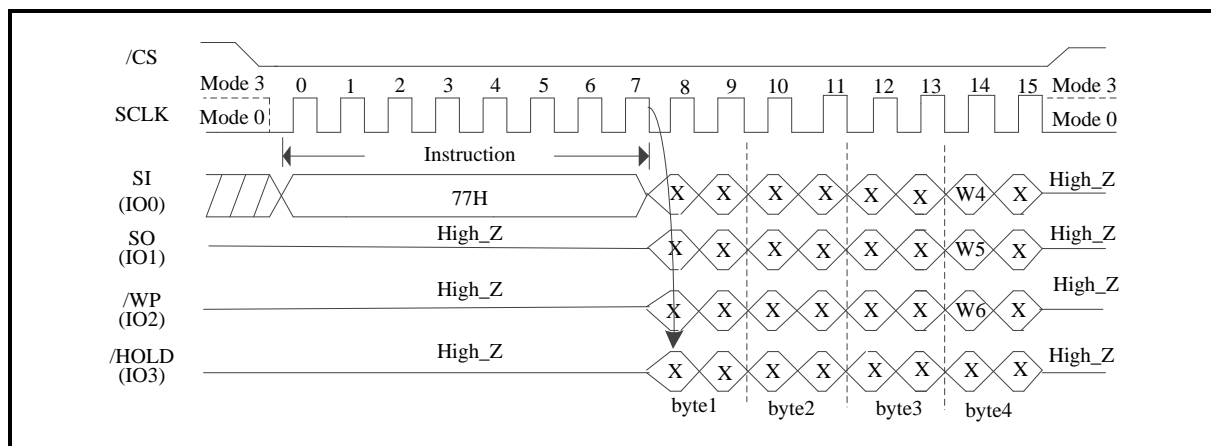 /CS
Mode 3 0 1 2 3 4 5 6 7 8 9 10 11 12 13 14 15 Mode 3
SCLK Mode 0 Mode 0
Instruction
SI
(IO0) 77H X X X X X X W4 X High_Z
SO
(IO1) High_Z X X X X X X W5 X High_Z
/WP
(IO2) High_Z X X X X X X W6 X High_Z
/HOLD
(IO3) High_Z X X X X X X X X High_Z
byte1 byte2 byte3 byte4